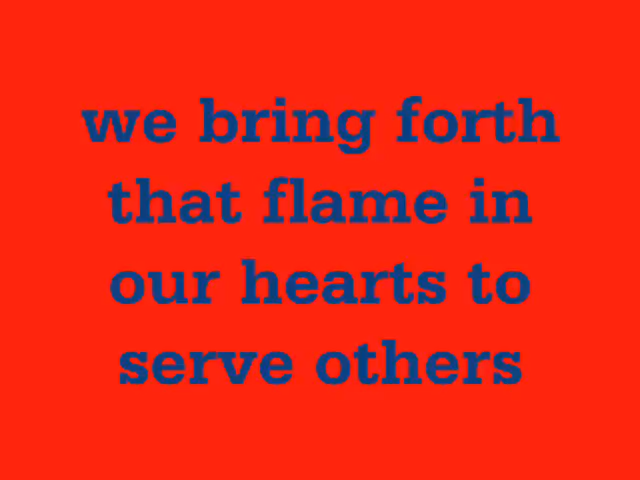 we bring forth
that flame in
our hearts to
serve others